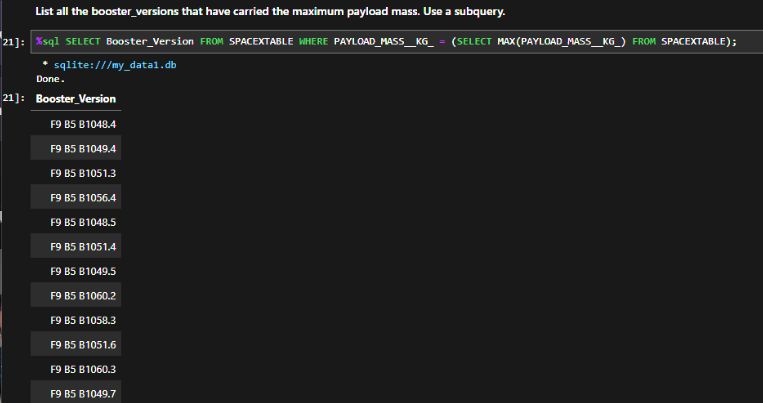 List all the booster_versions that have carried the maximum payload mass. Use a subquery.
21]: %sql SELECT Booster_Version FROM SPACEXTABLE WHERE PAYLOAD_MASS__KG_ = (SELECT MAX(PAYLOAD_MASS__KG_) FROM SPACEXTABLE);
* sqlite:///my_data1.db
Done.
21]: Booster_Version
F9 B5 B1048.4
F9 B5 B1049.4
F9 B5 B1051.3
F9 B5 B1056.4
F9 B5 B1048.5
F9 B5 B1051.4
F9 B5 B1049.5
F9 B5 B1060.2
F9 B5 B1058.3
F9 B5 B1051.6
F9 B5 B1060.3
F9 B5 B1049.7